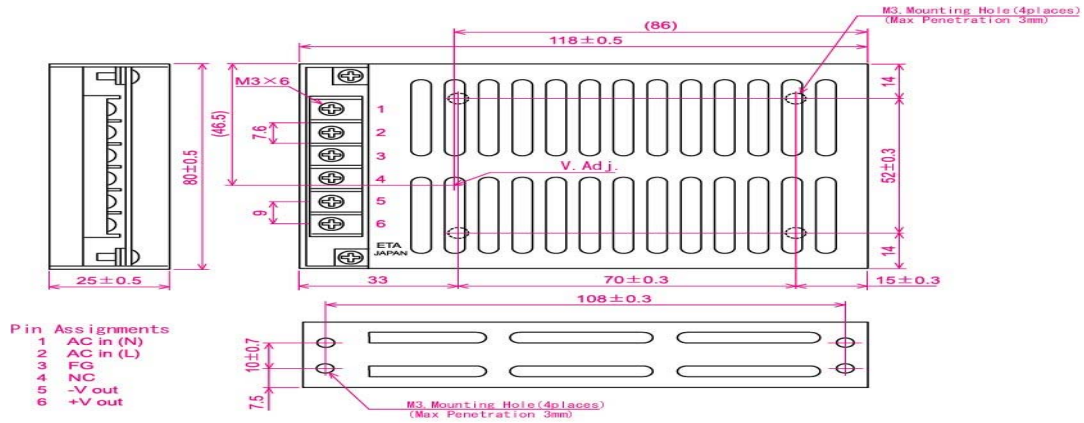 M3. Mounting Hole(4places)
(Max Penetration 3mm)
(86)
118±0.5
M3×6
1
2
3
4
5
6
7.6
9
(46.5)
80±0.5
V. Adj.
14
52±0.3
14
ETA
JAPAN
25±0.5
33
70±0.3
15±0.3
108±0.3
Pin Assignments
1 AC in (N)
2 AC in (L)
3 FG
4 NC
5 -V out
6 +V out
10±0.7
7.5
M3. Mounting Hole(4places)
(Max Penetration 3mm)